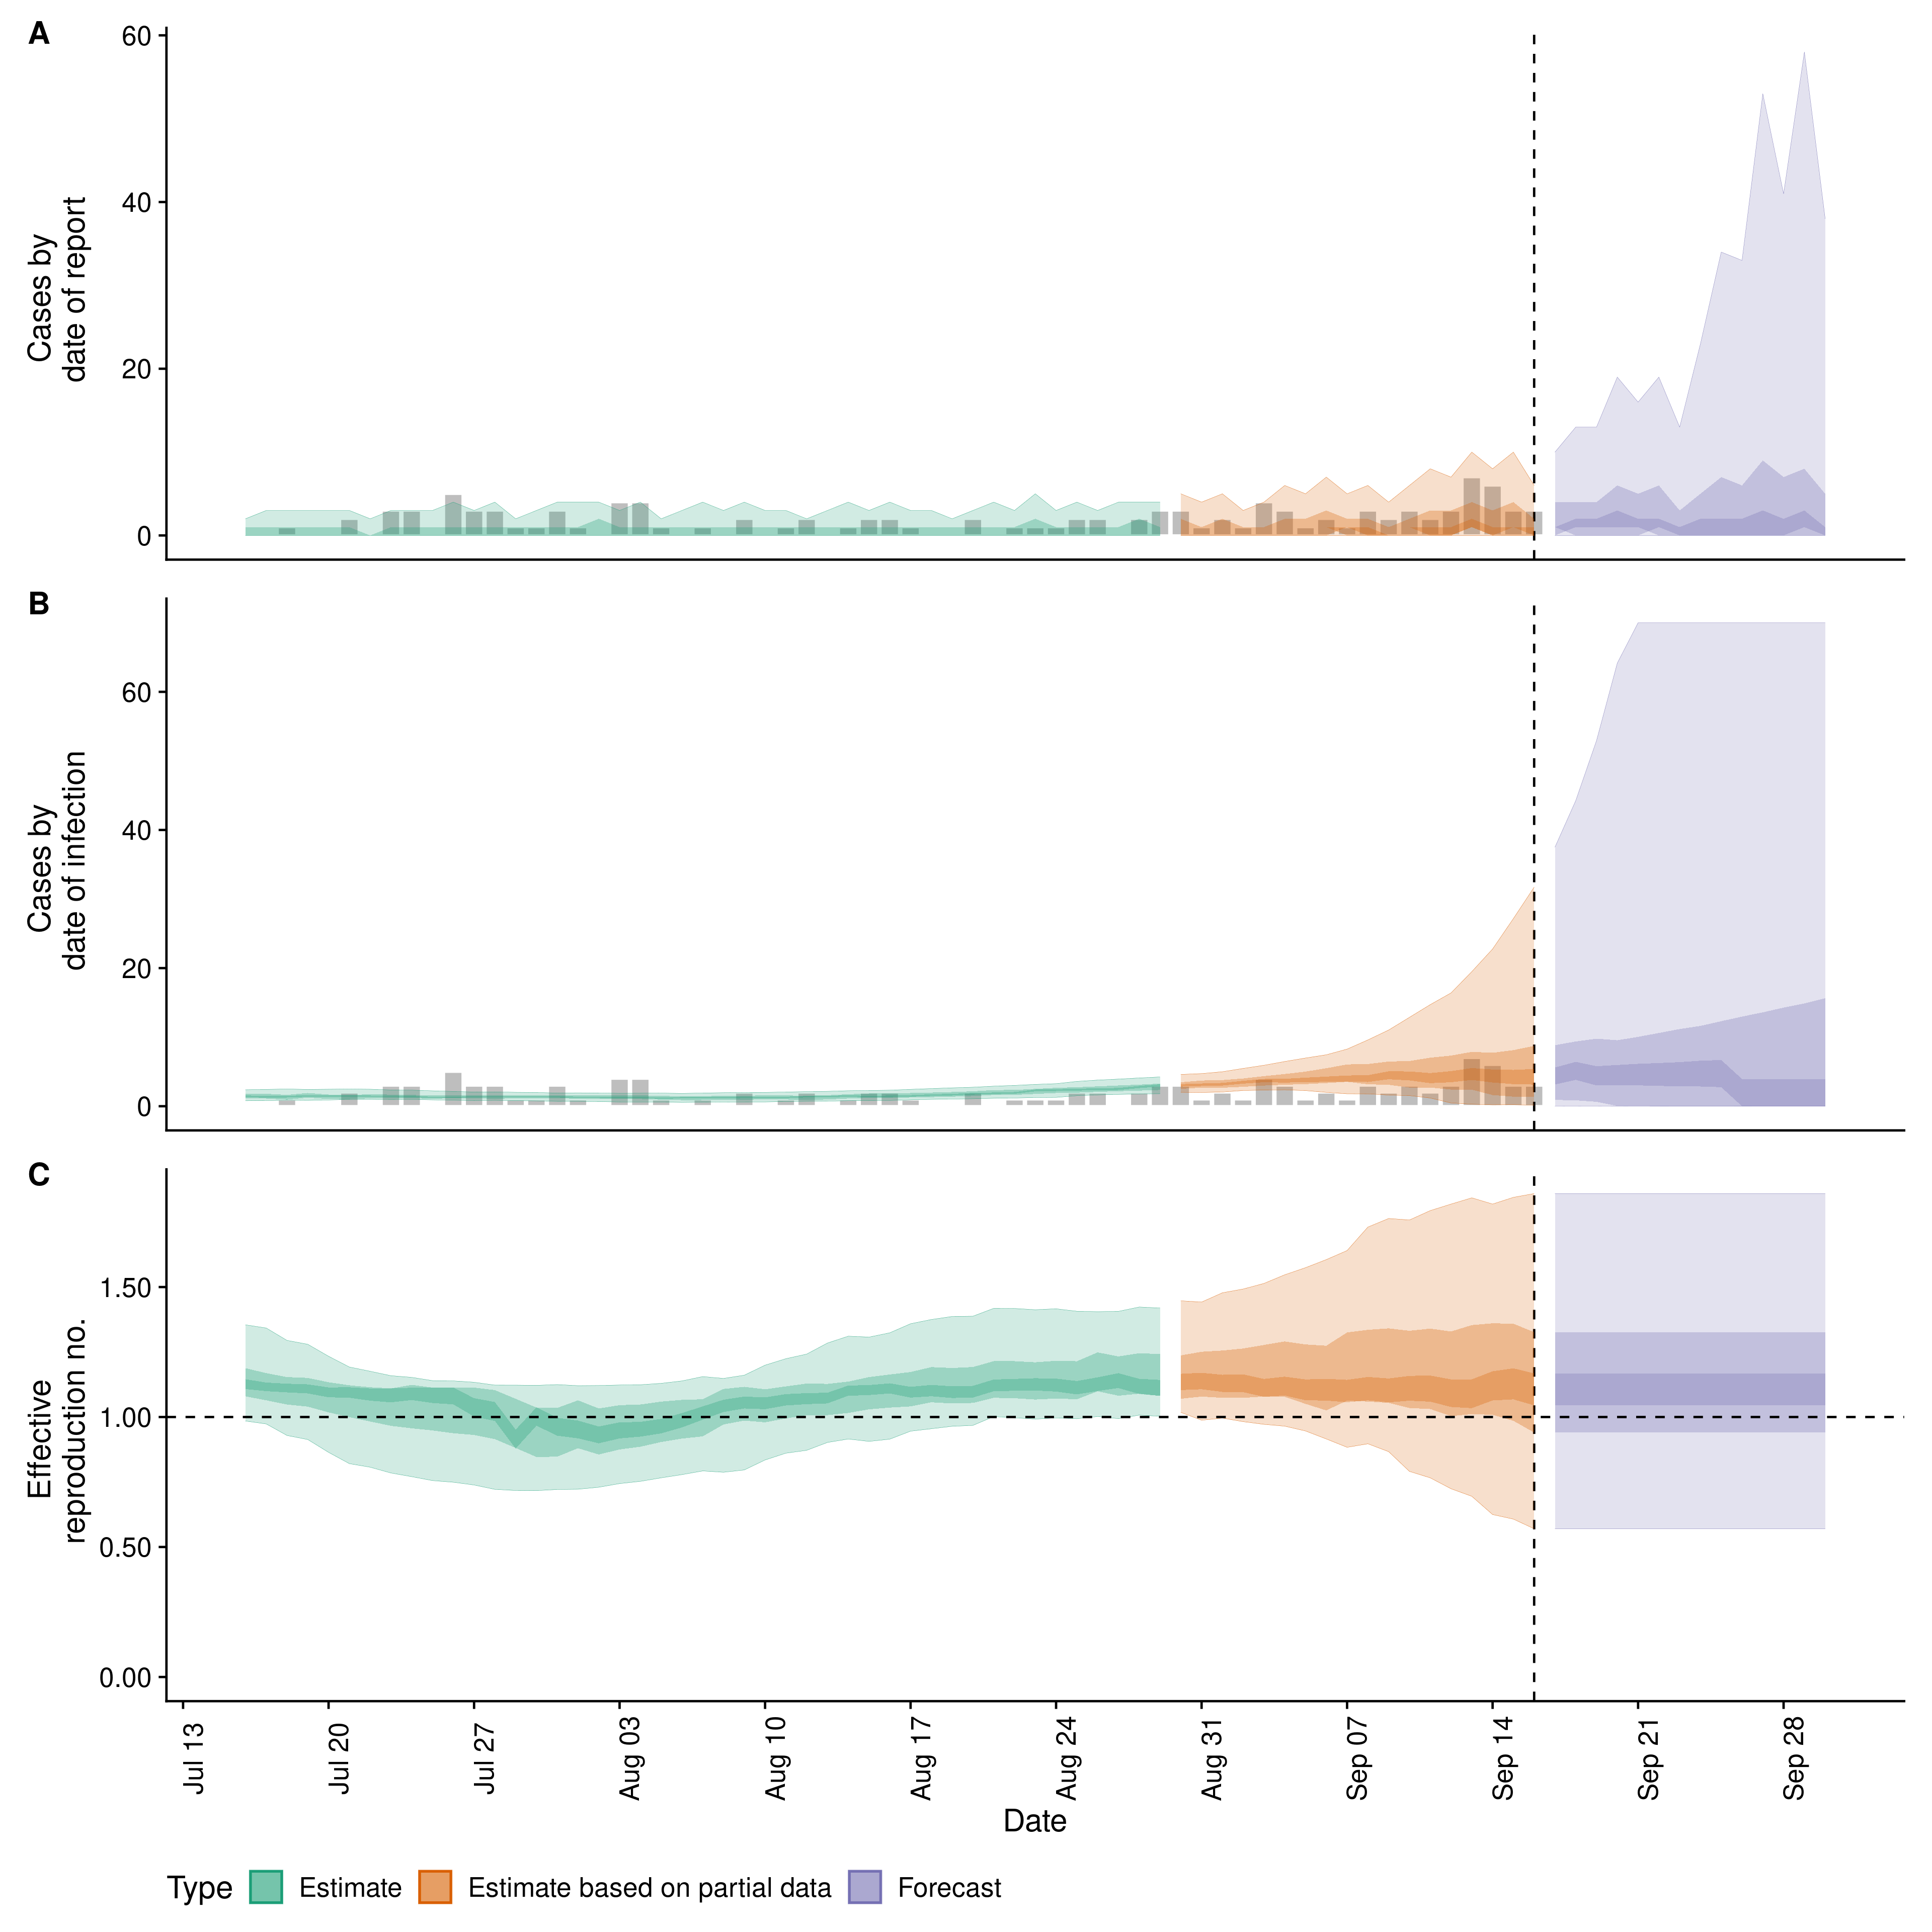 A
Cases by
date of report
60
40
20
0
B
Cases by
date of infection
60
40
20
0
C
Effective
reproduction no.
1.50
1.00
0.50
0.00
Jul 13
Jul 20
Jul 27
Aug 03
Aug 10
Aug 17
Aug 24
Aug 31
Sep 07
Sep 14
Sep 21
Sep 28
Date
Type Estimate Estimate based on partial data Forecast